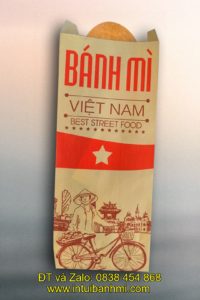 BÁNH MÌ
VIỆT NAM
BEST STREET FOOD
ĐT và Zalo: 0838 454 868
www.intuibanhmi.com